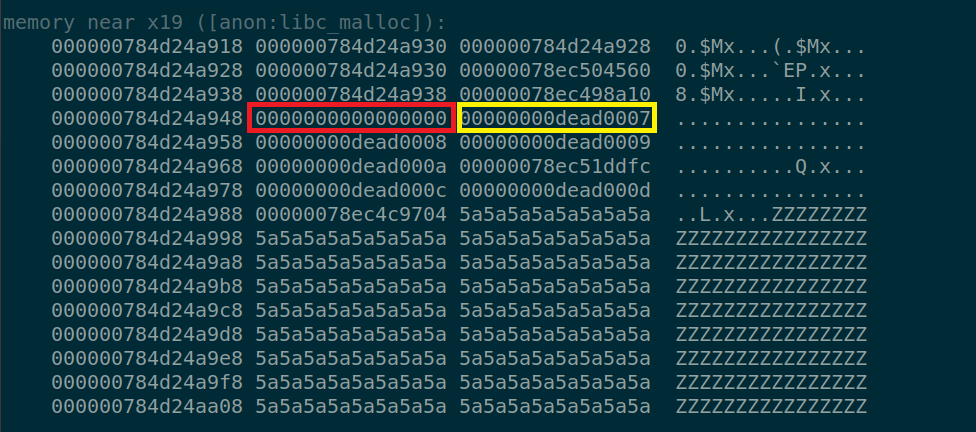 memory near x19 ([anon:libc_malloc]):
    000000784d24a918 000000784d24a930 000000784d24a928  0.$Mx...(.$Mx...
    000000784d24a928 000000784d24a930 00000078ec504560  0.$Mx...`EP.x...
    000000784d24a938 000000784d24a938 00000078ec498a10  8.$Mx.....I.x...
    000000784d24a948 0000000000000000 00000000dead0007  ................
    000000784d24a958 00000000dead0008 00000000dead0009  ................
    000000784d24a968 00000000dead000a 00000078ec51ddfc  ..........Q.x...
    000000784d24a978 00000000dead000c 00000000dead000d  ................
    000000784d24a988 00000078ec4c9704 5a5a5a5a5a5a5a5a  ..L.x...ZZZZZZZZ
    000000784d24a998 5a5a5a5a5a5a5a5a 5a5a5a5a5a5a5a5a  ZZZZZZZZZZZZZZZZ
    000000784d24a9a8 5a5a5a5a5a5a5a5a 5a5a5a5a5a5a5a5a  ZZZZZZZZZZZZZZZZ
    000000784d24a9b8 5a5a5a5a5a5a5a5a 5a5a5a5a5a5a5a5a  ZZZZZZZZZZZZZZZZ
    000000784d24a9c8 5a5a5a5a5a5a5a5a 5a5a5a5a5a5a5a5a  ZZZZZZZZZZZZZZZZ
    000000784d24a9d8 5a5a5a5a5a5a5a5a 5a5a5a5a5a5a5a5a  ZZZZZZZZZZZZZZZZ
    000000784d24a9e8 5a5a5a5a5a5a5a5a 5a5a5a5a5a5a5a5a  ZZZZZZZZZZZZZZZZ
    000000784d24a9f8 5a5a5a5a5a5a5a5a 5a5a5a5a5a5a5a5a  ZZZZZZZZZZZZZZZZ
    000000784d24aa08 5a5a5a5a5a5a5a5a 5a5a5a5a5a5a5a5a  ZZZZZZZZZZZZZZZZ